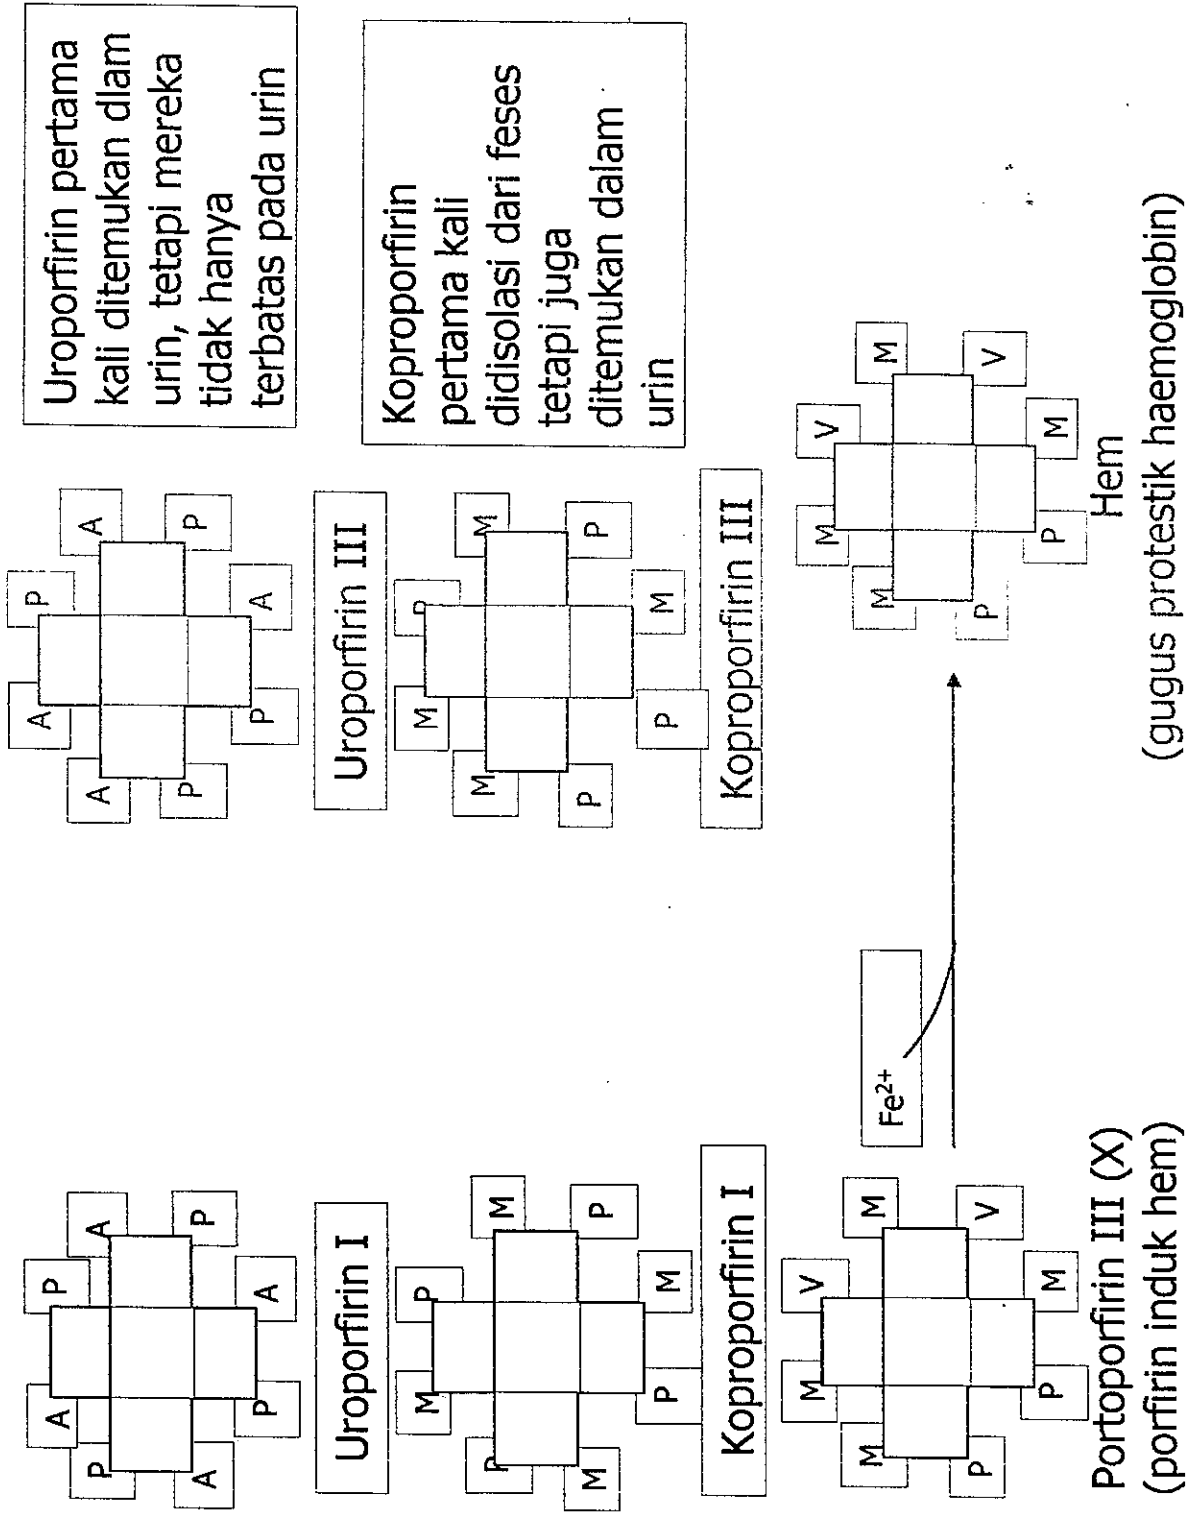 A P
P A
A P
P A
Uroporfirin I
A P
A A
P P
P A
Uroporfirin III
Uroporfirin pertama
kali ditemukan dlam
urin, tetapi mereka
tidak hanya
terbatas pada urin
M P
P M
M P
P M
Koproporfirin I
M P
M M
P P
P M
Koproporfirin III
Koproporfirin
pertama kali
didisolasi dari feses
tetapi juga
ditemukan dalam
urin
M V
M M
P V
P M
Portoporfirin III (X)
(porfirin induk hem)
Fe²⁺
M V
M M
P V
P M
Hem
(gugus protestik haemoglobin)